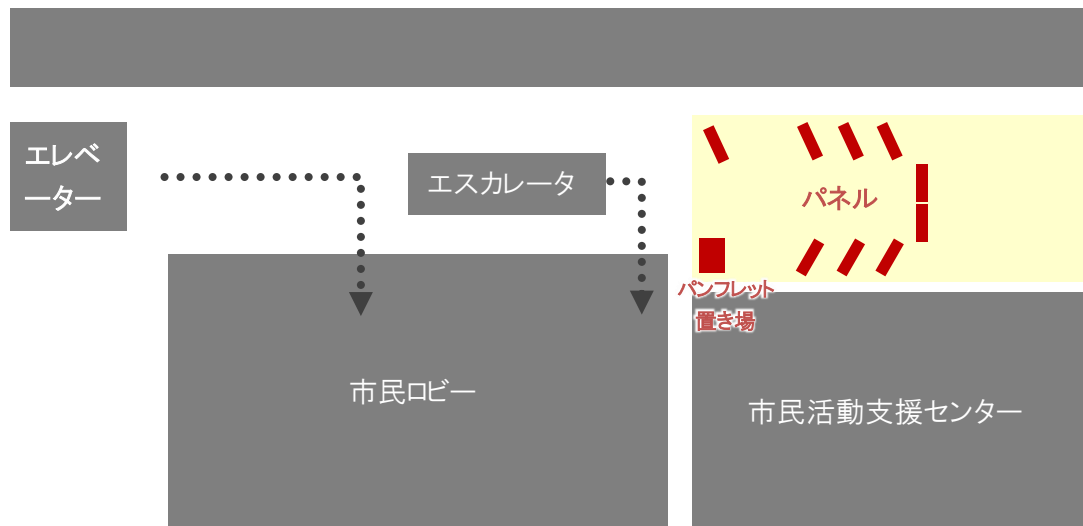 エレベ
ーター
エスカレータ
パネル
パンフレット
置き場
市民ロビー
市民活動支援センター